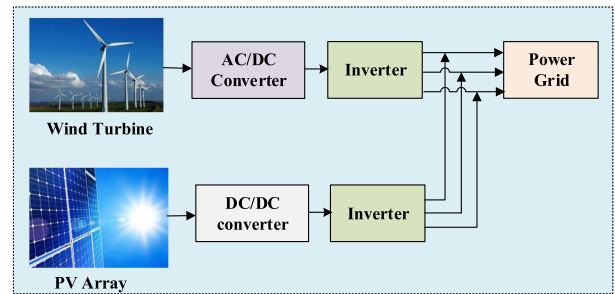 Wind Turbine
AC/DC
Converter
Inverter
Power
Grid
PV Array
DC/DC
converter
Inverter